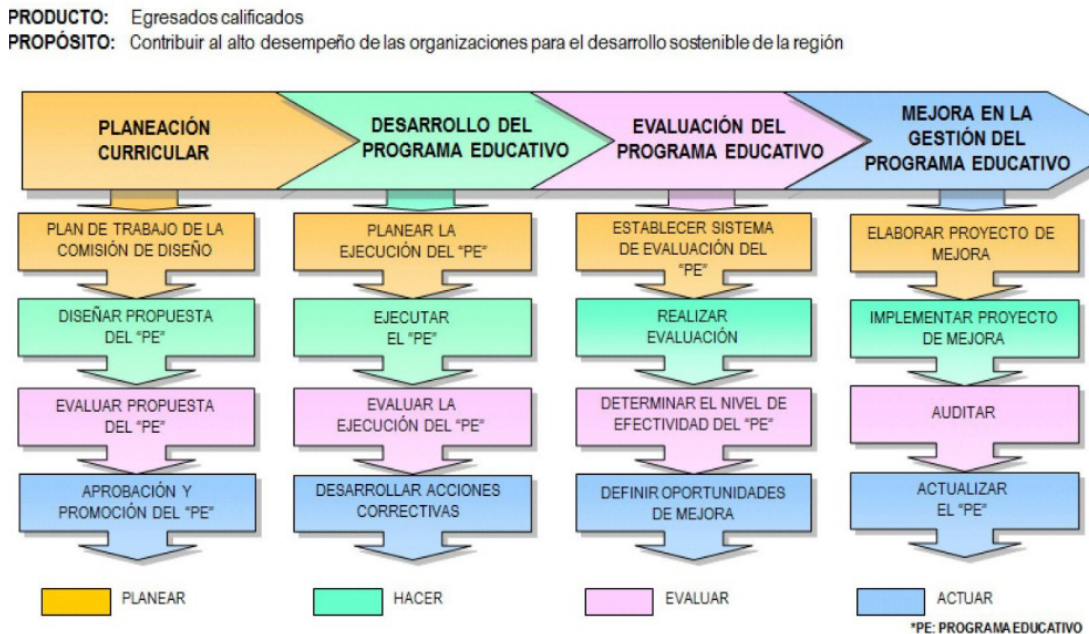 PRODUCTO: Egresados calificados
PROPÓSITO: Contribuir al alto desempeño de las organizaciones para el desarrollo sostenible de la región
PLANEACIÓN
CURRICULAR
DESARROLLO DEL
PROGRAMA EDUCATIVO
EVALUACIÓN DEL
PROGRAMA EDUCATIVO
MEJORA EN LA
GESTIÓN DEL
PROGRAMA EDUCATIVO
PLAN DE TRABAJO DE LA
COMISIÓN DE DISEÑO
PLANEAR LA
EJECUCIÓN DEL "PE"
ESTABLECER SISTEMA
DE EVALUACIÓN DEL
"PE"
ELABORAR PROYECTO DE
MEJORA
DISEÑAR PROPUESTA
DEL "PE"
EJECUTAR
EL "PE"
REALIZAR
EVALUACIÓN
IMPLEMENTAR PROYECTO
DE MEJORA
EVALUAR PROPUESTA
DEL "PE"
EVALUAR LA
EJECUCIÓN DEL "PE"
DETERMINAR EL NIVEL DE
EFECTIVIDAD DEL "PE"
AUDITAR
APROBACIÓN Y
PROMOCIÓN DEL "PE"
DESARROLLAR ACCIONES
CORRECTIVAS
DEFINIR OPORTUNIDADES
DE MEJORA
ACTUALIZAR
EL "PE"
PLANEAR
HACER
EVALUAR
ACTUAR
*PE: PROGRAMA EDUCATIVO